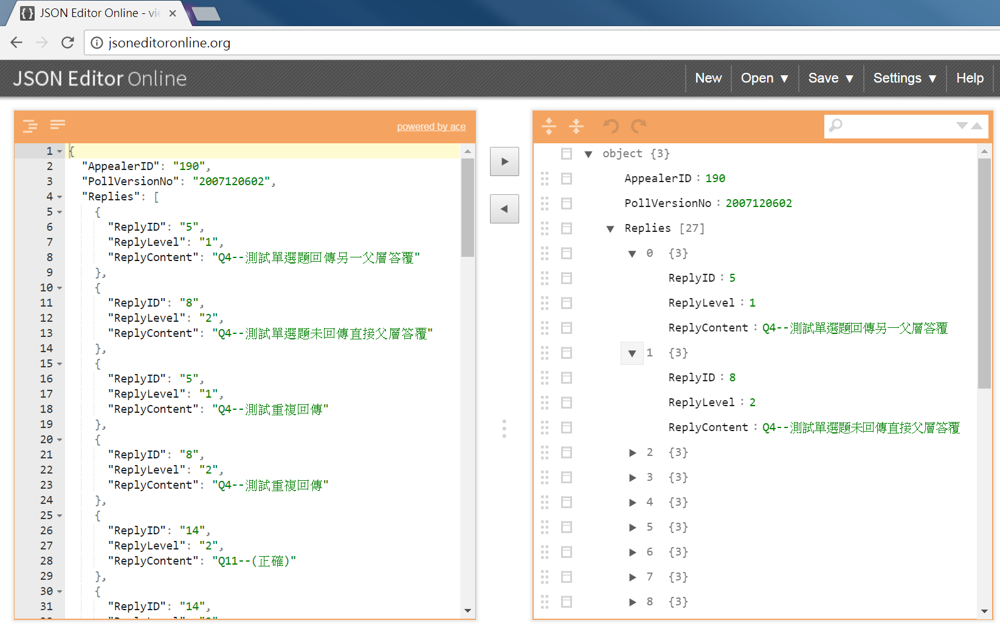 JSON Editor Online - vie
jsoneditoronline.org
JSON Editor Online
New
Open ▼
Save ▼
Settings ▼
Help
powered by ace
1 {
2 "AppealerID": "190",
3 "PollVersionNo": "2007120602",
4 "Replies": [
5 {
6 "ReplyID": "5",
7 "ReplyLevel": "1",
8 "ReplyContent": "Q4--測試單選題回傳另一父層答覆"
9 },
10 {
11 "ReplyID": "8",
12 "ReplyLevel": "2",
13 "ReplyContent": "Q4--測試單選題未回傳直接父層答覆"
14 },
15 {
16 "ReplyID": "5",
17 "ReplyLevel": "1",
18 "ReplyContent": "Q4--測試重複回傳"
19 },
20 {
21 "ReplyID": "8",
22 "ReplyLevel": "2",
23 "ReplyContent": "Q4--測試重複回傳"
24 },
25 {
26 "ReplyID": "14",
27 "ReplyLevel": "2",
28 "ReplyContent": "Q11--(正確)"
29 },
30 {
31 "ReplyID": "14",
object {3}
AppealerID : 190
PollVersionNo : 2007120602
Replies [27]
0 {3}
ReplyID : 5
ReplyLevel : 1
ReplyContent : Q4--測試單選題回傳另一父層答覆
1 {3}
ReplyID : 8
ReplyLevel : 2
ReplyContent : Q4--測試單選題未回傳直接父層答覆
2 {3}
3 {3}
4 {3}
5 {3}
6 {3}
7 {3}
8 {3}